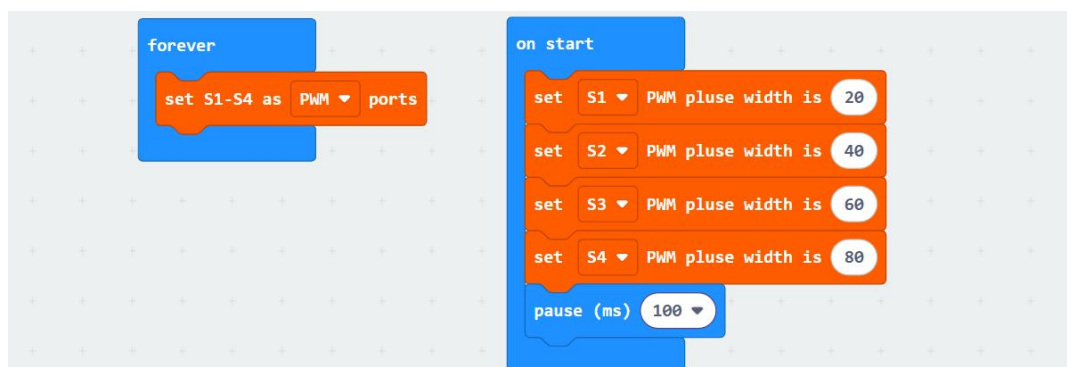 forever
set S1-S4 as PWM ports
on start
set S1 PWM pluse width is 20
set S2 PWM pluse width is 40
set S3 PWM pluse width is 60
set S4 PWM pluse width is 80
pause (ms) 100